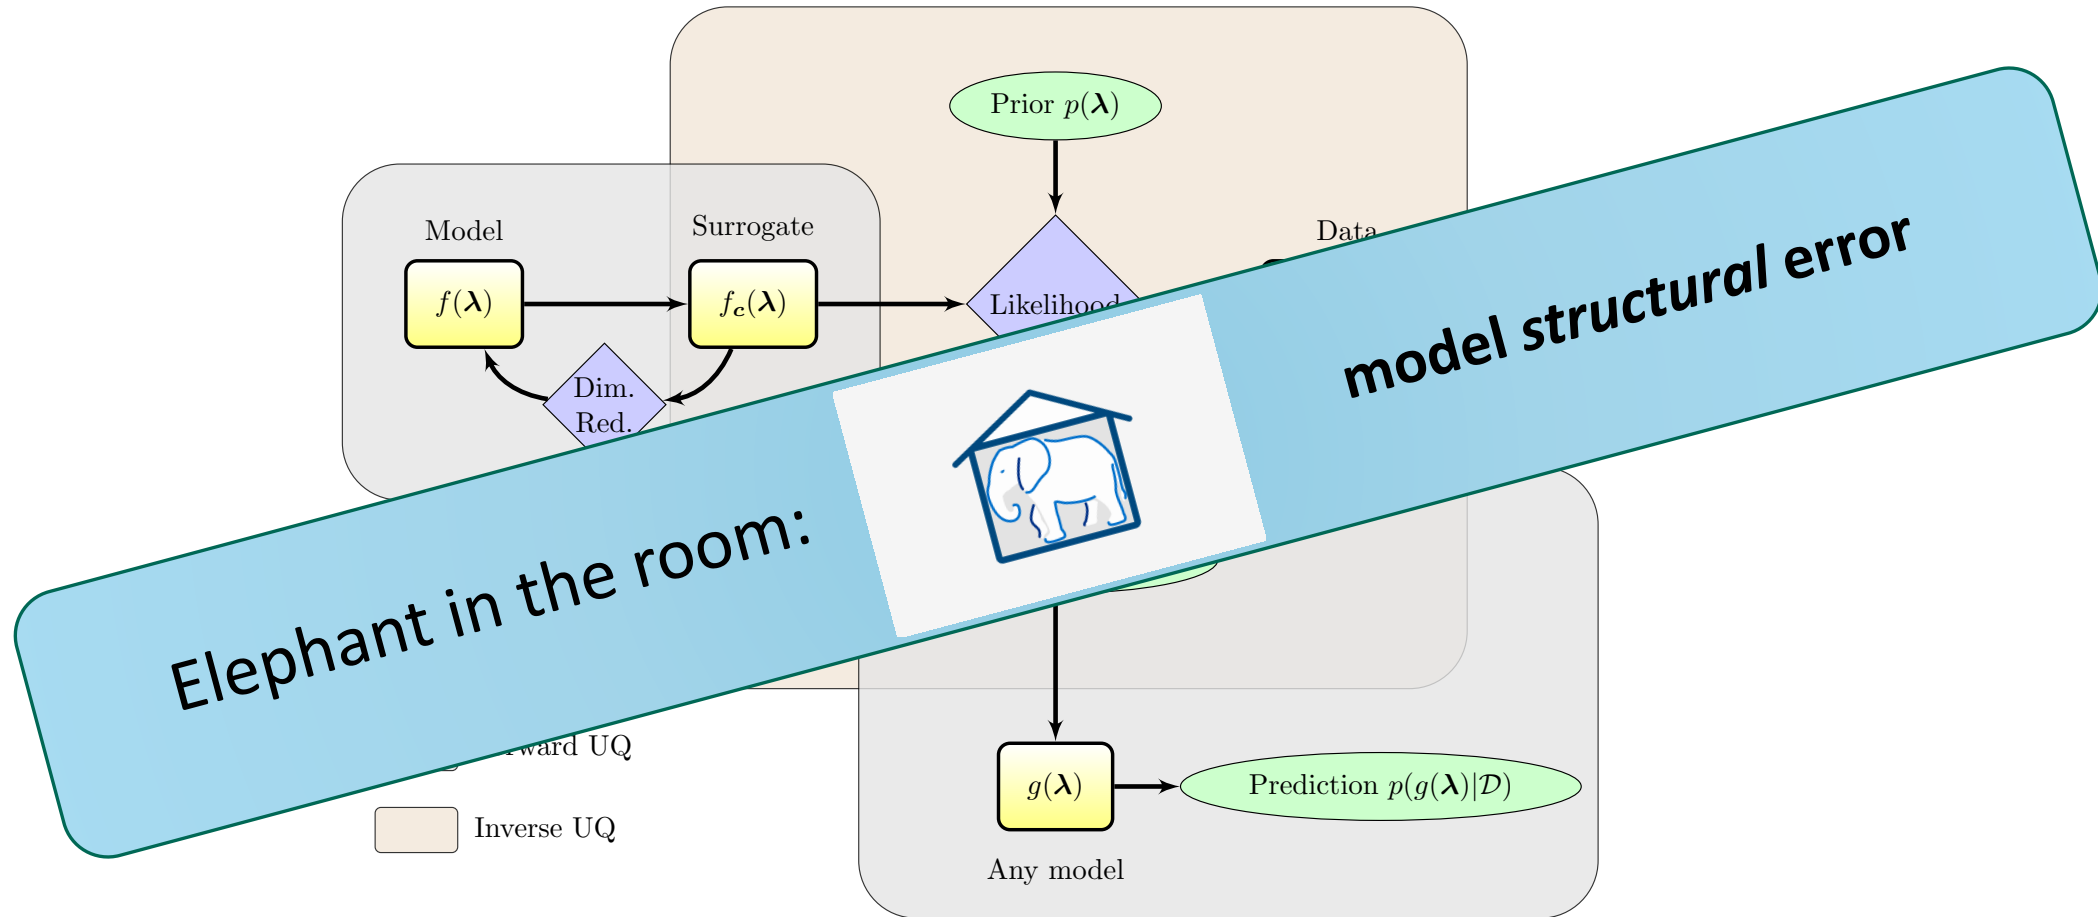 Prior p(λ)
Model
Surrogate
Data
f(λ)
f_c(λ)
Likelihood
Dim.
Red.
Elephant in the room:
model structural error
UQ
Inverse UQ
g(λ)
Prediction p(g(λ)|𝒟)
Any model